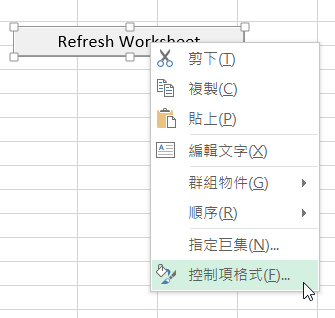 Refresh Worksheet
剪下(T)
複製(C)
貼上(P)
編輯文字(X)
群組物件(G)
順序(R)
指定巨集(N)...
控制項格式(F)...